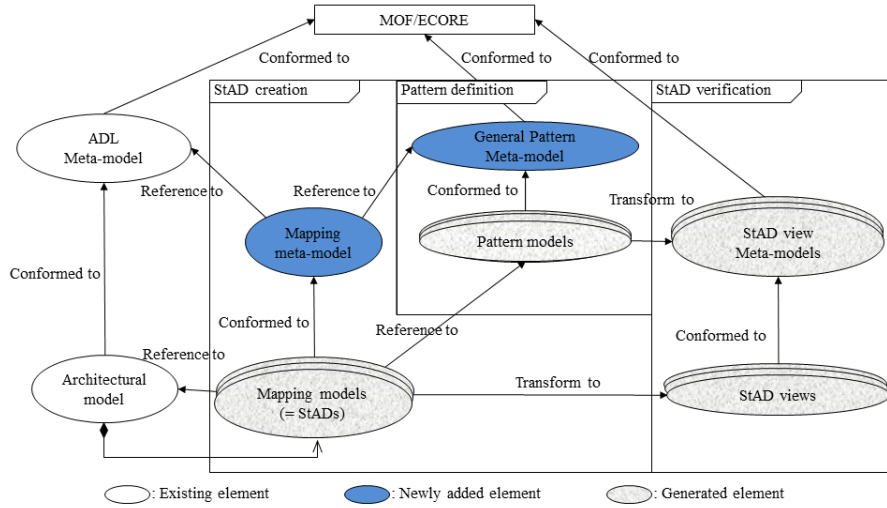 MOF/ECORE
Conformed to
Conformed to
Conformed to
StAD creation
Pattern definition
StAD verification
ADL
Meta-model
General Pattern
Meta-model
Reference to
Reference to
Conformed to
Transform to
Mapping
meta-model
Pattern models
StAD view
Meta-models
Conformed to
Conformed to
Reference to
Conformed to
Reference to
Architectural
model
Mapping models
(= StADs)
Transform to
StAD views
: Existing element
: Newly added element
: Generated element